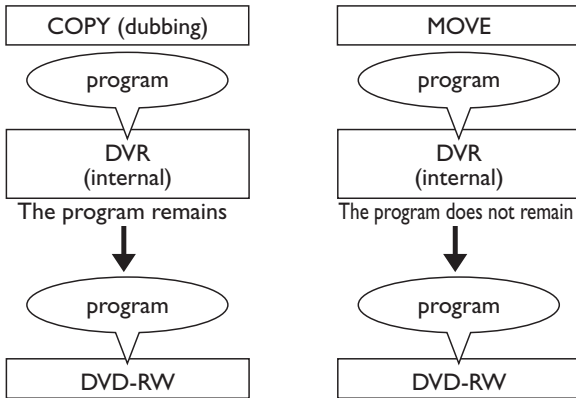 COPY (dubbing)
program
DVR
(internal)
The program remains
program
DVD-RW
MOVE
program
DVR
(internal)
The program does not remain
program
DVD-RW